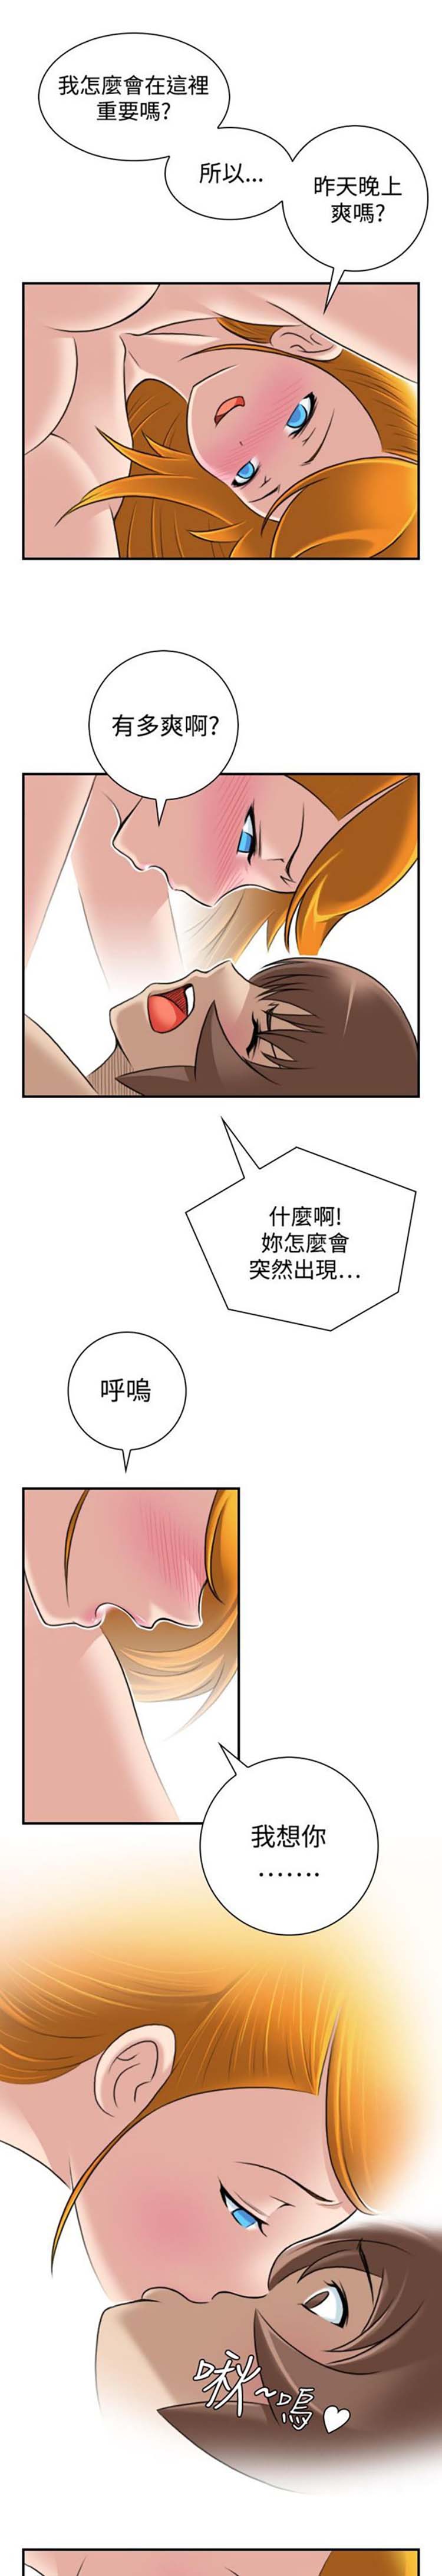 我怎麼會在這裡
重要嗎?
所以...
昨天晚上
爽嗎?
有多爽啊?
什麼啊!
妳怎麼會
突然出現...
呼嗚
我想你
.......
啾~嗚♡